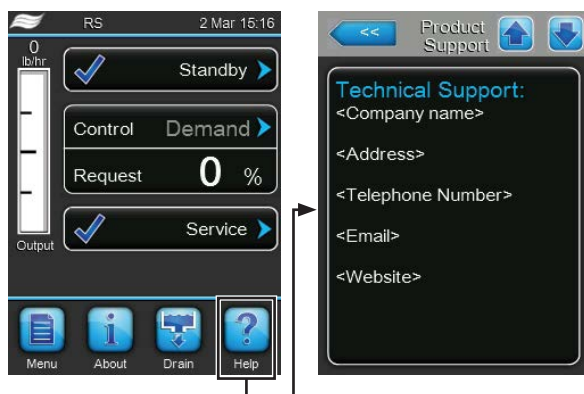 RS 2 Mar 15:16
0
lb/hr
Standby
Control Demand
Request 0 %
Service
Output
Menu About Drain Help
<< Product
Support
Technical Support:
<Company name>
<Address>
<Telephone Number>
<Email>
<Website>